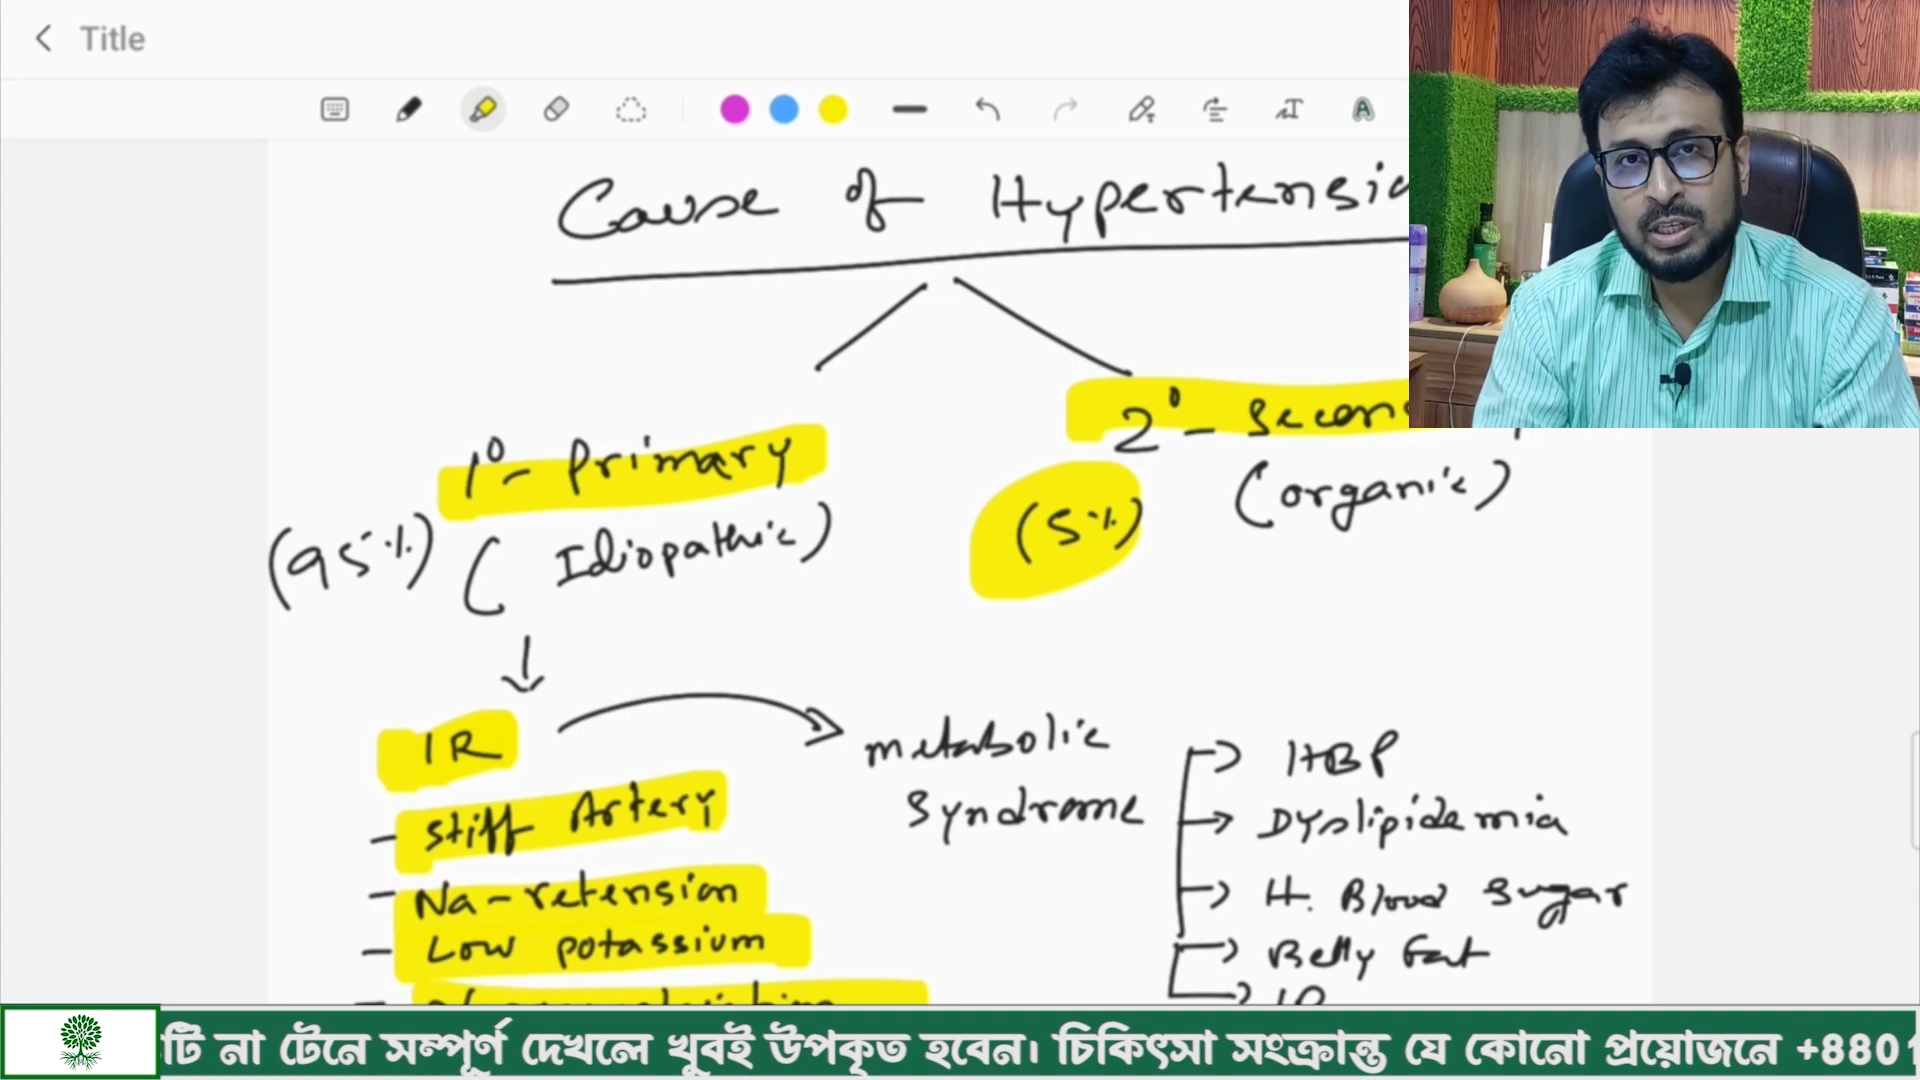 Title
Cause of Hypertensio
1° - Primary
2° - Secon
(95%) (Idiopathic)
(5%) (organic)
IR
metabolic
syndrome
HBP
- Stiff Artery
Dyslipidemia
- Na-retension
H. Blood Sugar
- Low potassium
Belly Fat
টি না টেনে সম্পূর্ণ দেখলে খুবই উপকৃত হবেন। চিকিৎসা সংক্রান্ত যে কোনো প্রয়োজনে +880